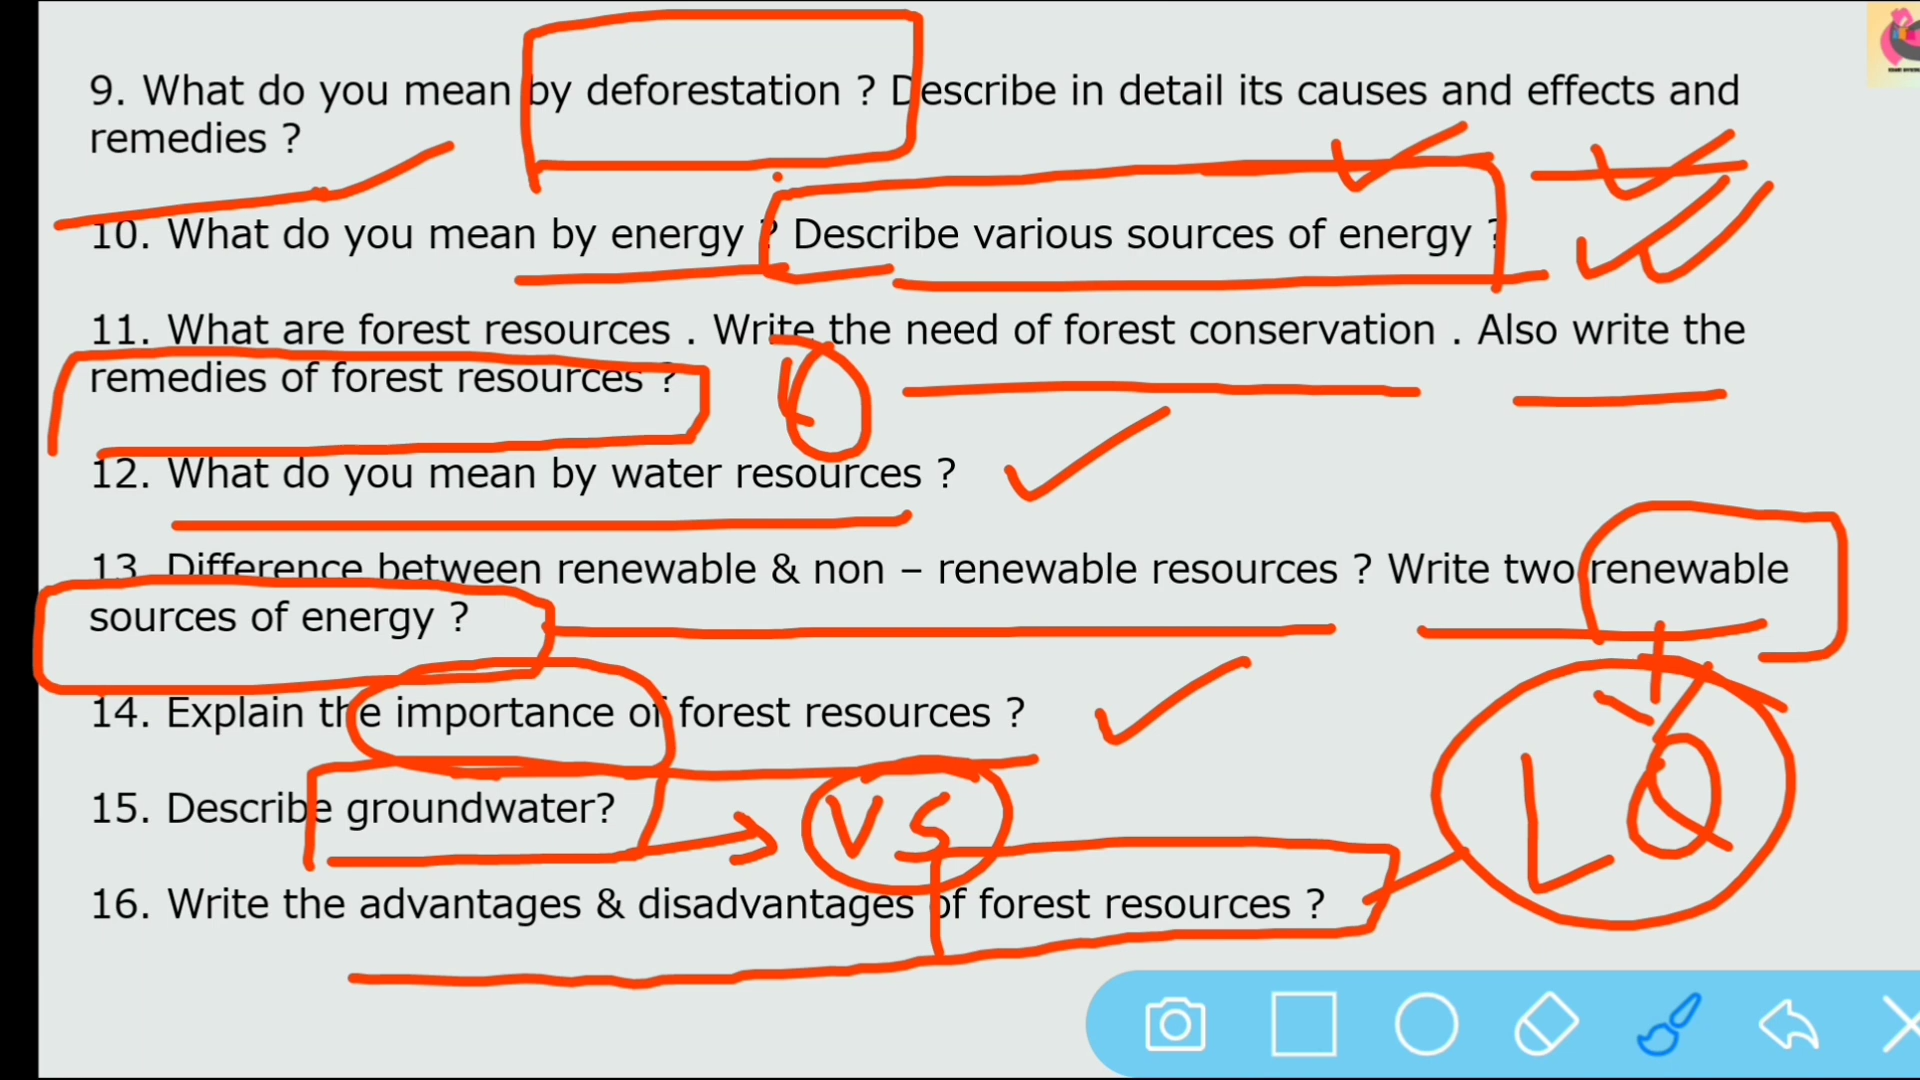 9. What do you mean by deforestation ? Describe in detail its causes and effects and
remedies ?
10. What do you mean by energy ? Describe various sources of energy ?
11. What are forest resources . Write the need of forest conservation . Also write the
remedies of forest resources ?
12. What do you mean by water resources ?
13. Difference between renewable & non – renewable resources ? Write two renewable
sources of energy ?
14. Explain the importance of forest resources ?
15. Describe groundwater?
VS
LQ
16. Write the advantages & disadvantages of forest resources ?